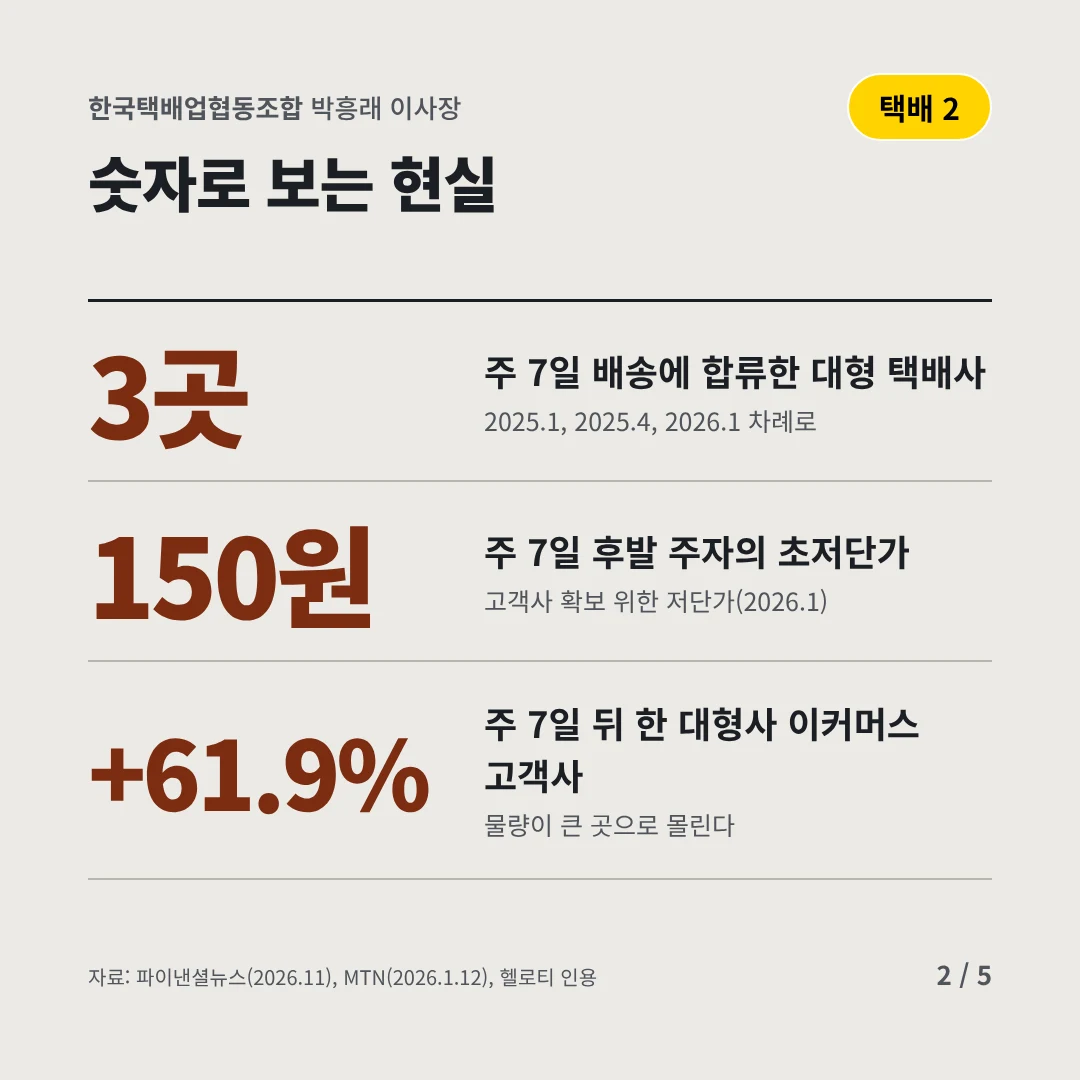 한국택배업협동조합 박흥래 이사장
택배 2
숫자로 보는 현실
3곳
주 7일 배송에 합류한 대형 택배사
2025.1, 2025.4, 2026.1 차례로
150원
주 7일 후발 주자의 초저단가
고객사 확보 위한 저단가(2026.1)
+61.9%
주 7일 뒤 한 대형사 이커머스
고객사
물량이 큰 곳으로 몰린다
자료: 파이낸셜뉴스(2026.11), MTN(2026.1.12), 헬로티 인용
2 / 5